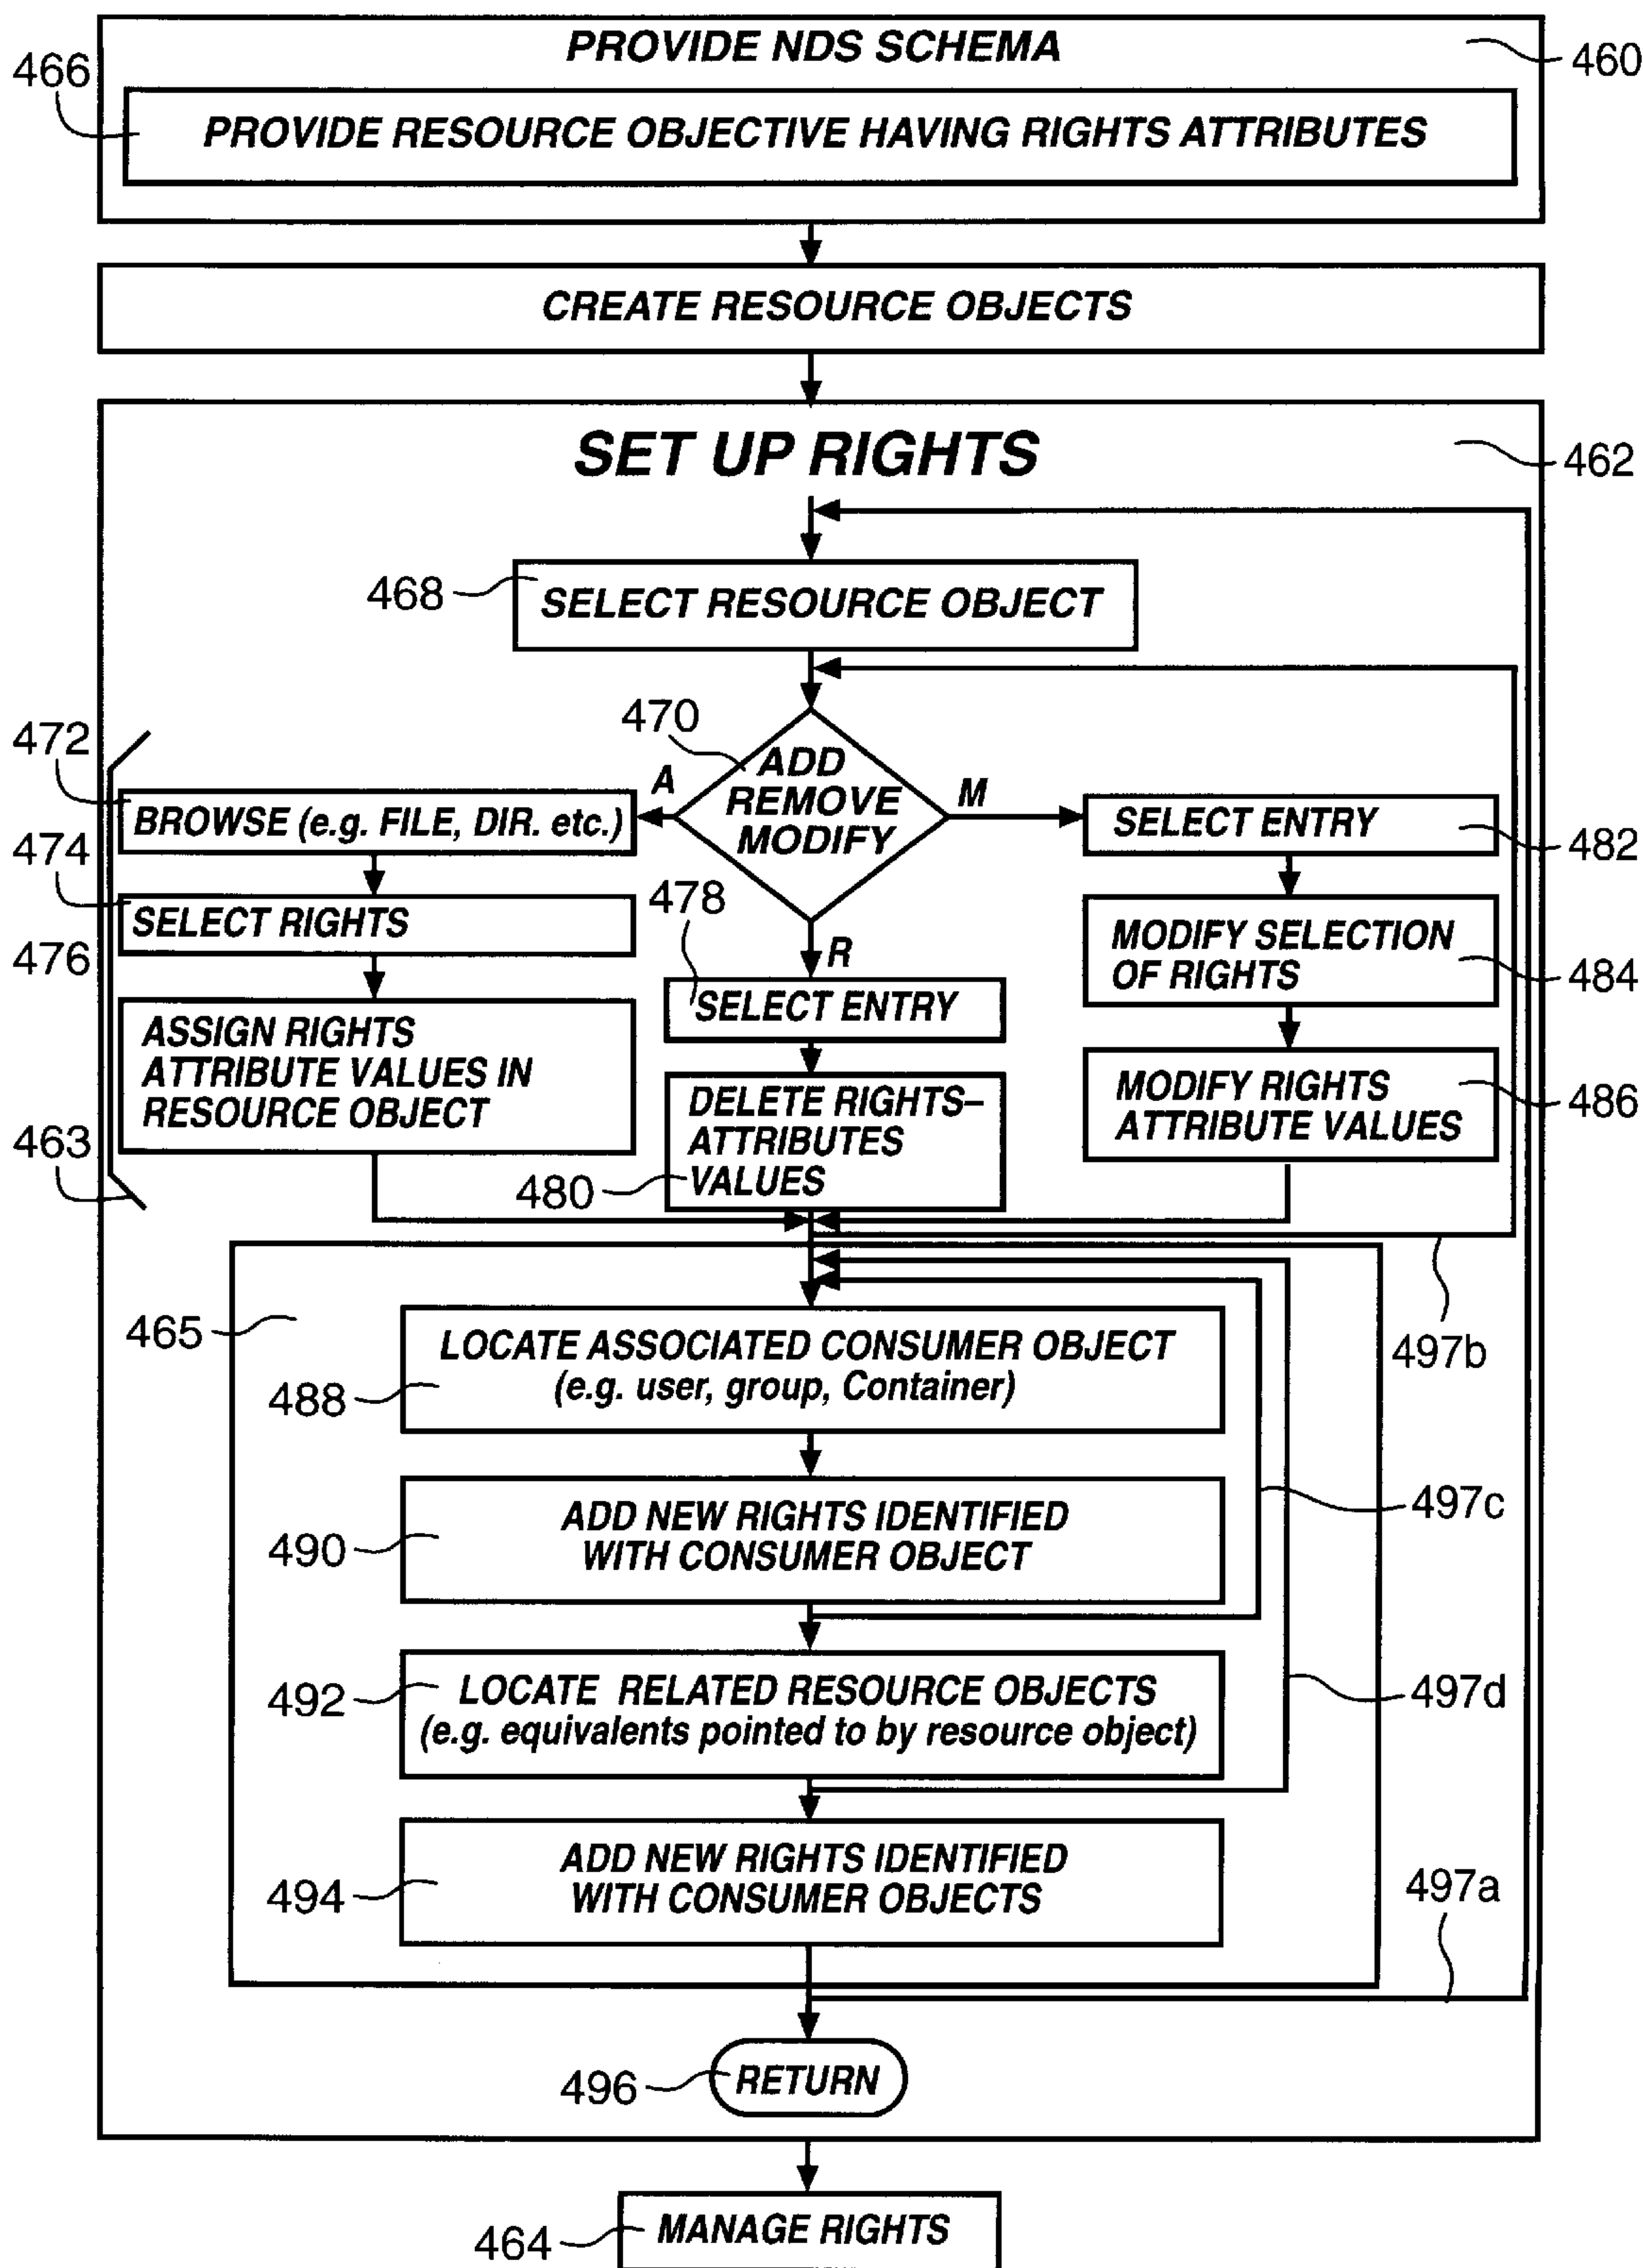 PROVIDE NDS SCHEMA
460
466
PROVIDE RESOURCE OBJECTIVE HAVING RIGHTS ATTRIBUTES
CREATE RESOURCE OBJECTS
SET UP RIGHTS
462
468
SELECT RESOURCE OBJECT
470
ADD
REMOVE
MODIFY
A
M
R
472
BROWSE (e.g. FILE, DIR. etc.)
474
SELECT RIGHTS
476
ASSIGN RIGHTS
ATTRIBUTE VALUES IN
RESOURCE OBJECT
463
478
SELECT ENTRY
DELETE RIGHTS–
ATTRIBUTES
VALUES
480
SELECT ENTRY
482
MODIFY SELECTION
OF RIGHTS
484
MODIFY RIGHTS
ATTRIBUTE VALUES
486
497b
465
LOCATE ASSOCIATED CONSUMER OBJECT
(e.g. user, group, Container)
488
ADD NEW RIGHTS IDENTIFIED
WITH CONSUMER OBJECT
490
497c
LOCATE RELATED RESOURCE OBJECTS
(e.g. equivalents pointed to by resource object)
492
497d
ADD NEW RIGHTS IDENTIFIED
WITH CONSUMER OBJECTS
494
497a
RETURN
496
MANAGE RIGHTS
464